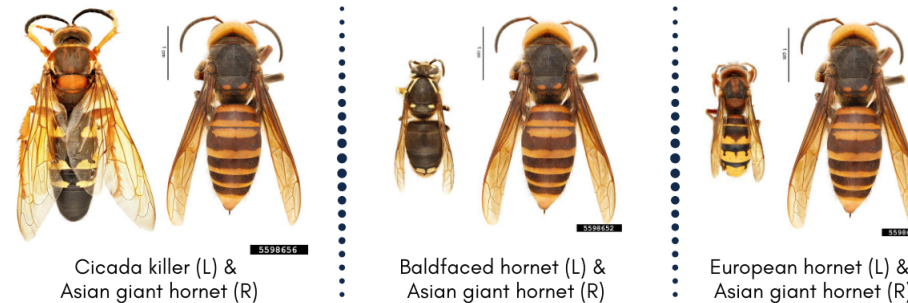 1 cm
1 cm
1 cm
5598656
5598652
Cicada killer (L) &
Asian giant hornet (R)
Baldfaced hornet (L) &
Asian giant hornet (R)
European hornet (L) &
Asian giant hornet (R)